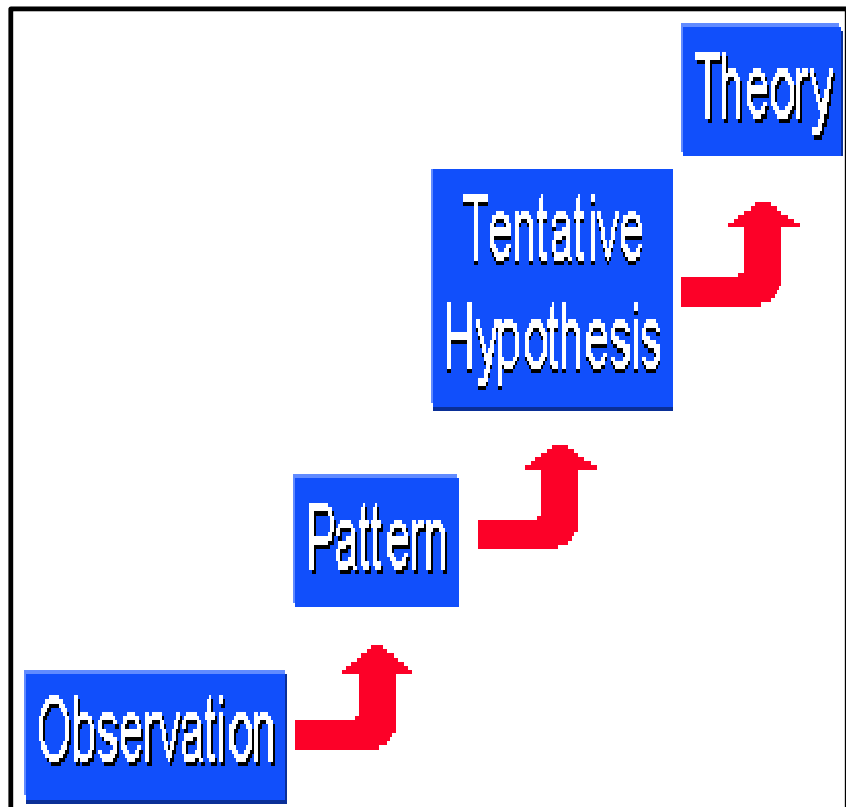 Theory
Tentative
Hypothesis
Pattern
Observation